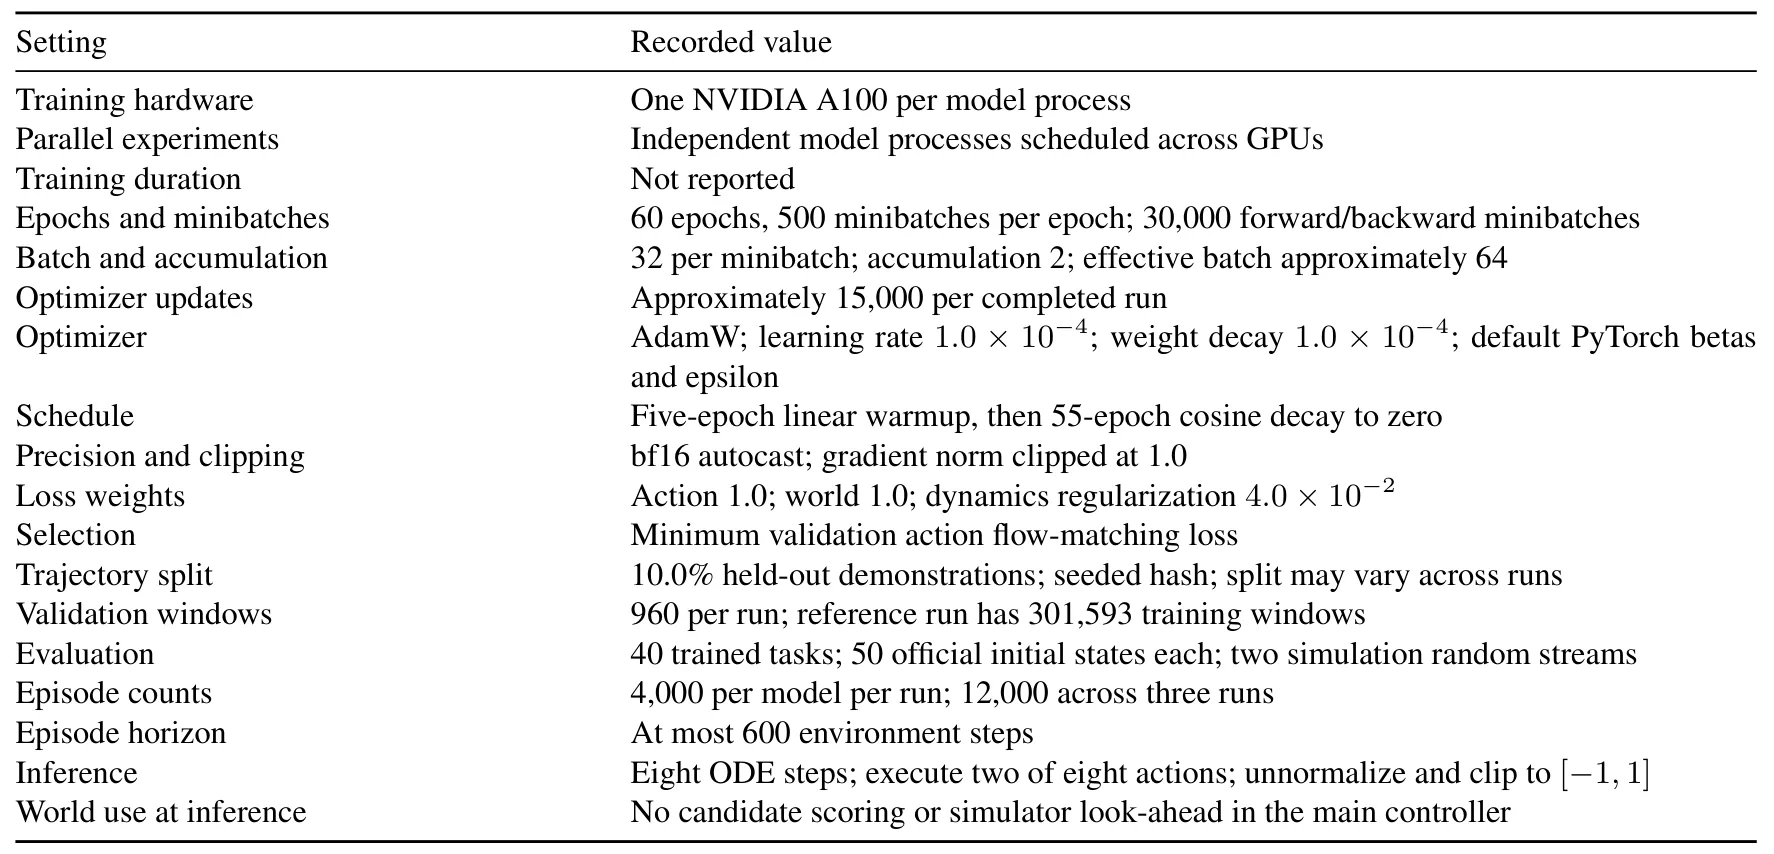 Setting Recorded value
Training hardware One NVIDIA A100 per model process
Parallel experiments Independent model processes scheduled across GPUs
Training duration Not reported
Epochs and minibatches 60 epochs, 500 minibatches per epoch; 30,000 forward/backward minibatches
Batch and accumulation 32 per minibatch; accumulation 2; effective batch approximately 64
Optimizer updates Approximately 15,000 per completed run
Optimizer AdamW; learning rate 1.0 × 10⁻⁴; weight decay 1.0 × 10⁻⁴; default PyTorch betas
and epsilon
Schedule Five-epoch linear warmup, then 55-epoch cosine decay to zero
Precision and clipping bf16 autocast; gradient norm clipped at 1.0
Loss weights Action 1.0; world 1.0; dynamics regularization 4.0 × 10⁻²
Selection Minimum validation action flow-matching loss
Trajectory split 10.0% held-out demonstrations; seeded hash; split may vary across runs
Validation windows 960 per run; reference run has 301,593 training windows
Evaluation 40 trained tasks; 50 official initial states each; two simulation random streams
Episode counts 4,000 per model per run; 12,000 across three runs
Episode horizon At most 600 environment steps
Inference Eight ODE steps; execute two of eight actions; unnormalize and clip to [−1, 1]
World use at inference No candidate scoring or simulator look-ahead in the main controller